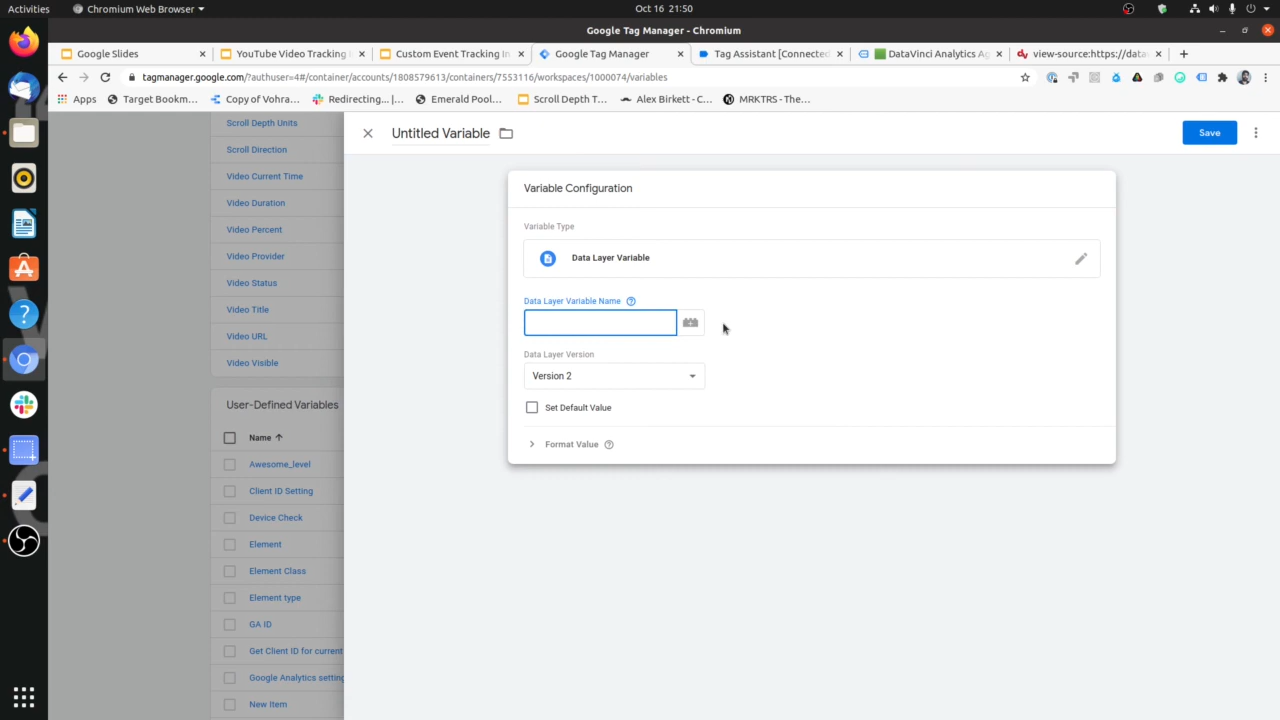 Activities
Chromium Web Browser
Oct 16 21:50
Google Tag Manager - Chromium
Google Slides
YouTube Video Tracking
Custom Event Tracking In
Google Tag Manager
Tag Assistant [Connected
DataVinci Analytics Ag
view-source:https://data
tagmanager.google.com/?authuser=4#/container/accounts/1808579613/containers/7553116/workspaces/1000074/variables
Apps
Target Bookm...
Copy of Vohra...
Redirecting...|...
Emerald Pool...
Scroll Depth T...
Alex Birkett - C...
MRKTRS - The...
Scroll Depth Units
Scroll Direction
Video Current Time
Video Duration
Video Percent
Video Provider
Video Status
Video Title
Video URL
Video Visible
User-Defined Variables
Name
Awesome_level
Client ID Setting
Device Check
Element
Element Class
Element type
GA ID
Get Client ID for current
Google Analytics setting
New Item
Untitled Variable
Save
Variable Configuration
Variable Type
Data Layer Variable
Data Layer Variable Name
Data Layer Version
Version 2
Set Default Value
Format Value